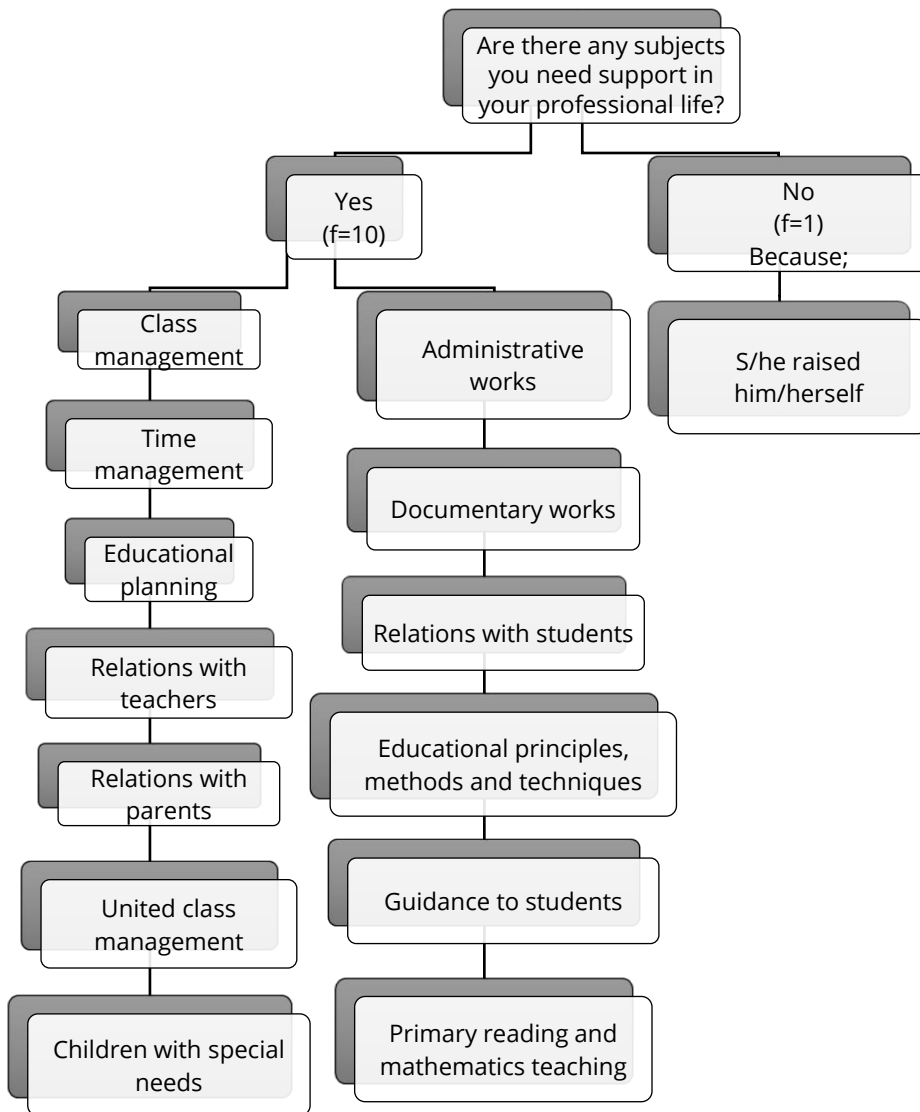 Are there any subjects
you need support in
your professional life?
Yes
(f=10)
No
(f=1)
Because;
Class
management
Time
management
Educational
planning
Relations with
teachers
Relations with
parents
United class
management
Children with special
needs
Administrative
works
Documentary works
Relations with students
Educational principles,
methods and techniques
Guidance to students
Primary reading and
mathematics teaching
S/he raised
him/herself